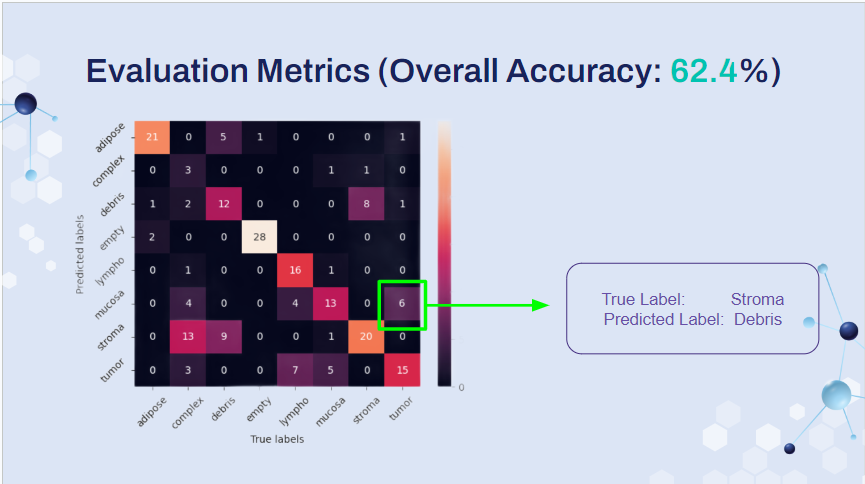 Evaluation Metrics (Overall Accuracy: 62.4%)
Predicted labels
adipose 21 0 5 1 0 0 0 1
complex 0 3 0 0 0 1 1 0
debris 1 2 12 0 0 0 8 1
empty 2 0 0 28 0 0 0 0
lympho 0 1 0 0 16 1 0 0
mucosa 0 4 0 0 4 13 0 6
stroma 0 13 9 0 0 1 20 0
tumor 0 3 0 0 7 5 0 15
0
adipose complex debris empty lympho mucosa stroma tumor
True labels
True Label: Stroma
Predicted Label: Debris